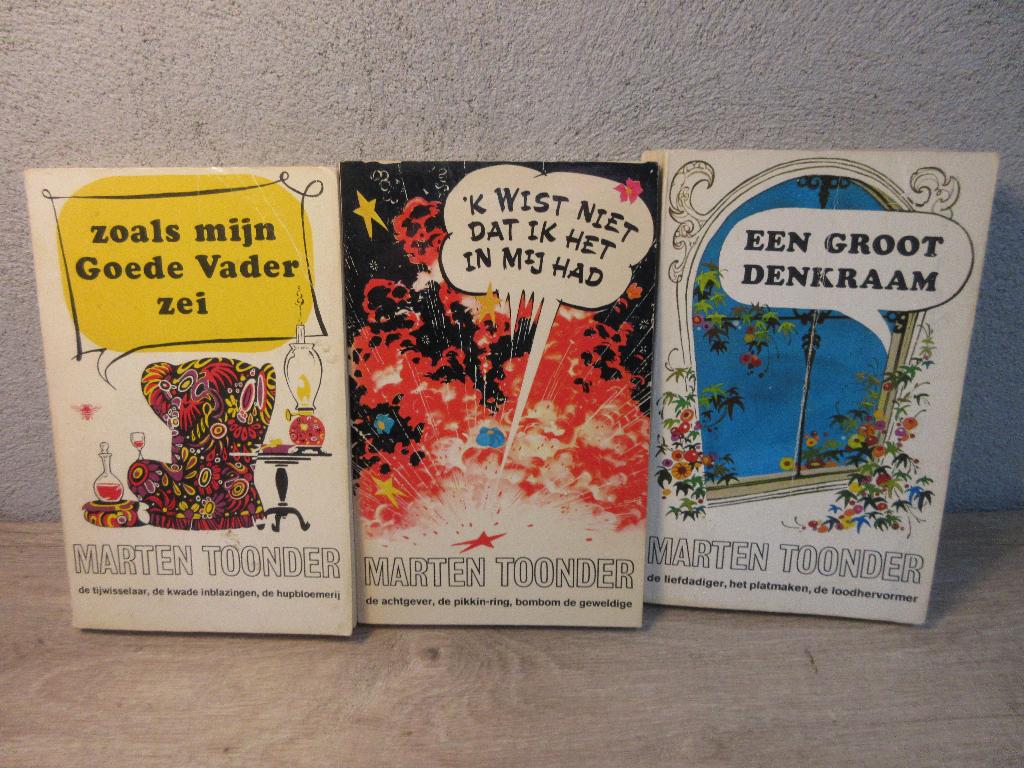 zoals mijn
Goede Vader
zei
MARTEN TOONDER
de tijwisselaar, de kwade inblazingen, de hupbloemerij
'K WIST NIET
DAT IK HET
IN MIJ HAD
MARTEN TOONDER
de achtgever, de pikkin-ring, bombom de geweldige
EEN GROOT
DENKRAAM
MARTEN TOONDER
de liefdadiger, het platmaken, de loodhervormer